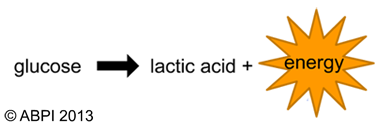 glucose lactic acid + energy
© ABPI 2013